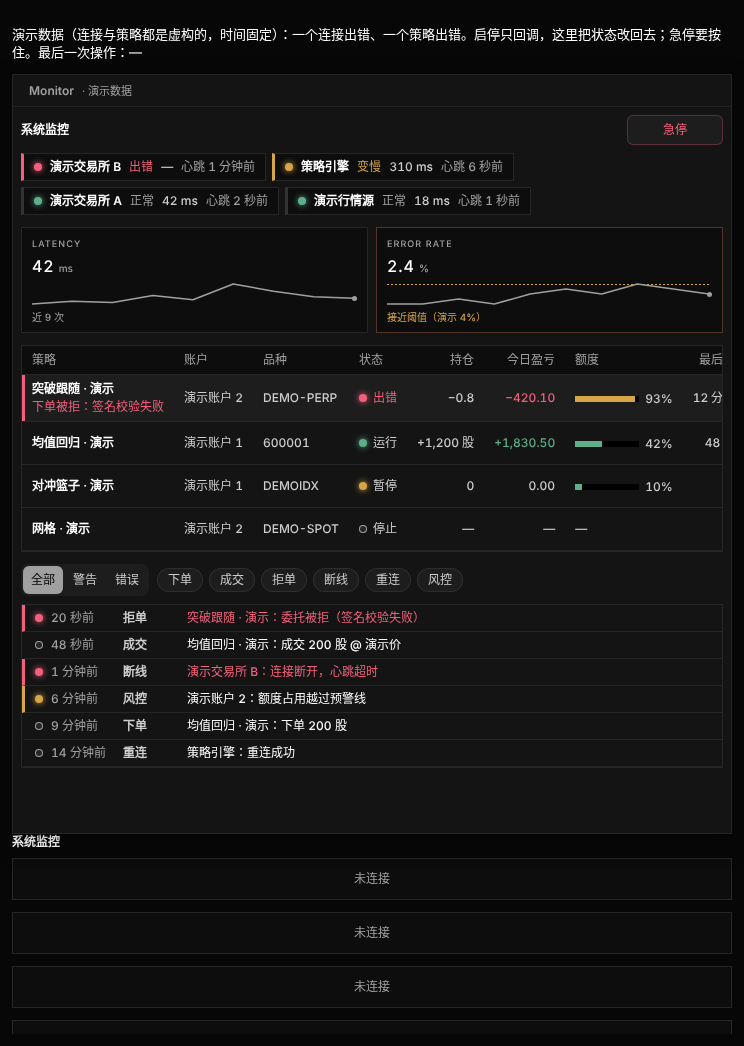 演示数据（连接与策略都是虚构的，时间固定）：一个连接出错、一个策略出错。启停只回调，这里把状态改回去；急停要按
住。最后一次操作：—
Monitor · 演示数据
系统监控 急停
演示交易所 B 出错 — 心跳 1 分钟前 策略引擎 变慢 310 ms 心跳 6 秒前
演示交易所 A 正常 42 ms 心跳 2 秒前 演示行情源 正常 18 ms 心跳 1 秒前
LATENCY ERROR RATE
42 ms 2.4 %
近 9 次 接近阈值（演示 4%）
策略 账户 品种 状态 持仓 今日盈亏 额度 最后
突破跟随 · 演示
下单被拒：签名校验失败 演示账户 2 DEMO-PERP 出错 −0.8 −420.10 93% 12 分
均值回归 · 演示 演示账户 1 600001 运行 +1,200 股 +1,830.50 42% 48
对冲篮子 · 演示 演示账户 1 DEMOIDX 暂停 0 0.00 10%
网格 · 演示 演示账户 2 DEMO-SPOT 停止 — — —
全部 警告 错误 下单 成交 拒单 断线 重连 风控
20 秒前 拒单 突破跟随 · 演示：委托被拒（签名校验失败）
48 秒前 成交 均值回归 · 演示：成交 200 股 @ 演示价
1 分钟前 断线 演示交易所 B：连接断开，心跳超时
6 分钟前 风控 演示账户 2：额度占用越过预警线
9 分钟前 下单 均值回归 · 演示：下单 200 股
14 分钟前 重连 策略引擎：重连成功
系统监控
未连接
未连接
未连接